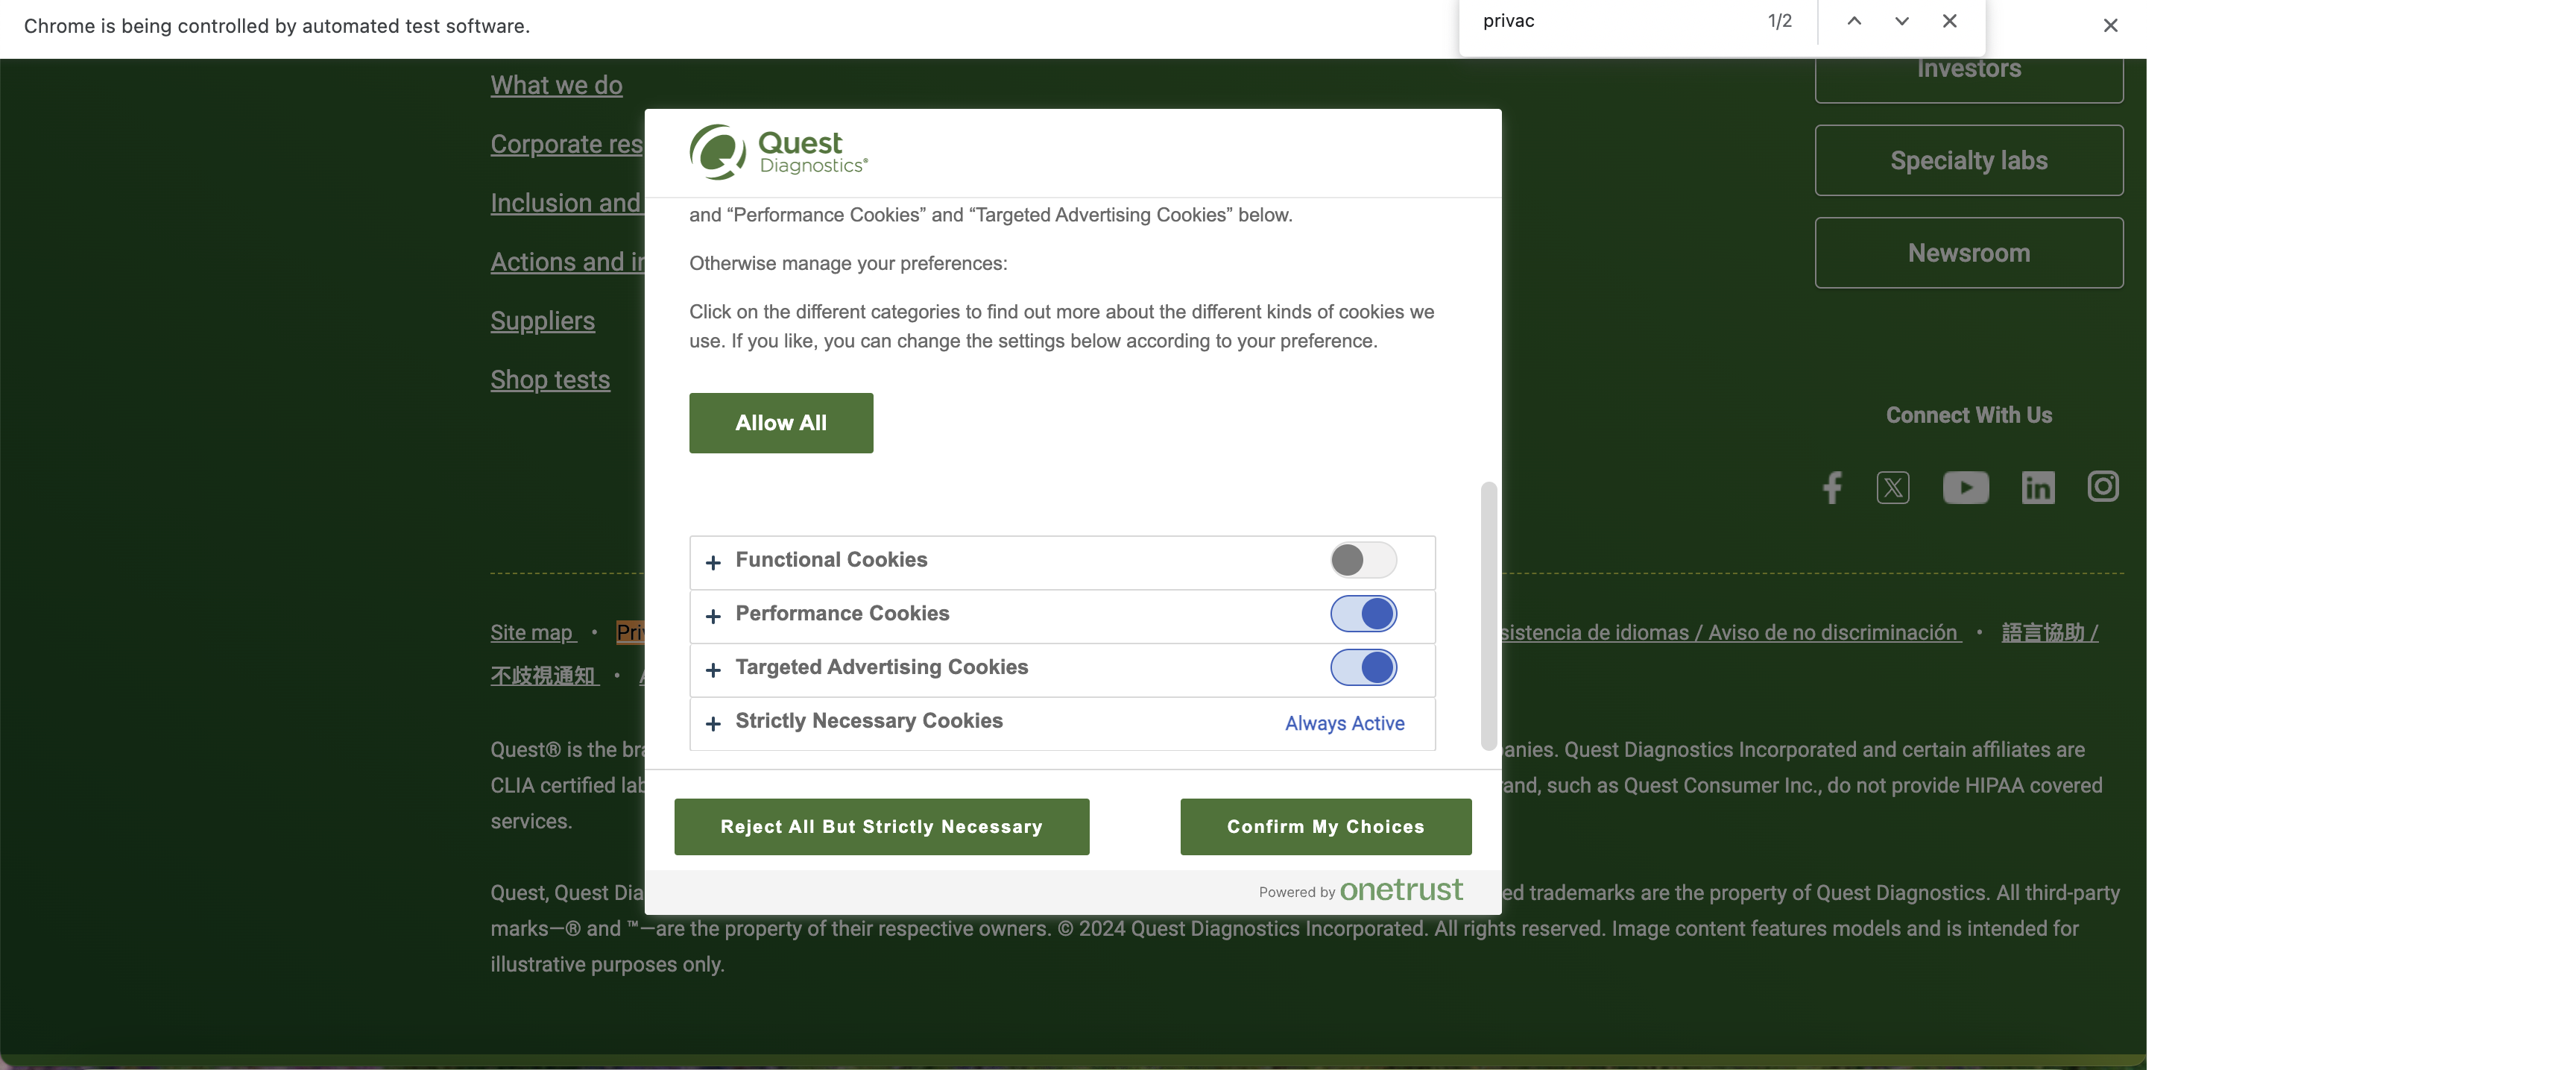 Chrome is being controlled by automated test software.
privac
1/2
What we do
Corporate res
Inclusion and
Actions and
Suppliers
Shop tests
Investors
Specialty labs
Newsroom
Connect With Us
Quest
Diagnostics®
and “Performance Cookies” and “Targeted Advertising Cookies” below.
Otherwise manage your preferences:
Click on the different categories to find out more about the different kinds of cookies we
use. If you like, you can change the settings below according to your preference.
Allow All
Functional Cookies
Performance Cookies
Targeted Advertising Cookies
Strictly Necessary Cookies Always Active
Reject All But Strictly Necessary
Confirm My Choices
Powered by onetrust
Site map • Pri sistencia de idiomas / Aviso de no discriminación • 語言協助 /
不歧視通知 •
Quest® is the bra anies. Quest Diagnostics Incorporated and certain affiliates are
CLIA certified lab and, such as Quest Consumer Inc., do not provide HIPAA covered
services.
Quest, Quest Dia ed trademarks are the property of Quest Diagnostics. All third-party
marks—® and ™—are the property of their respective owners. © 2024 Quest Diagnostics Incorporated. All rights reserved. Image content features models and is intended for
illustrative purposes only.